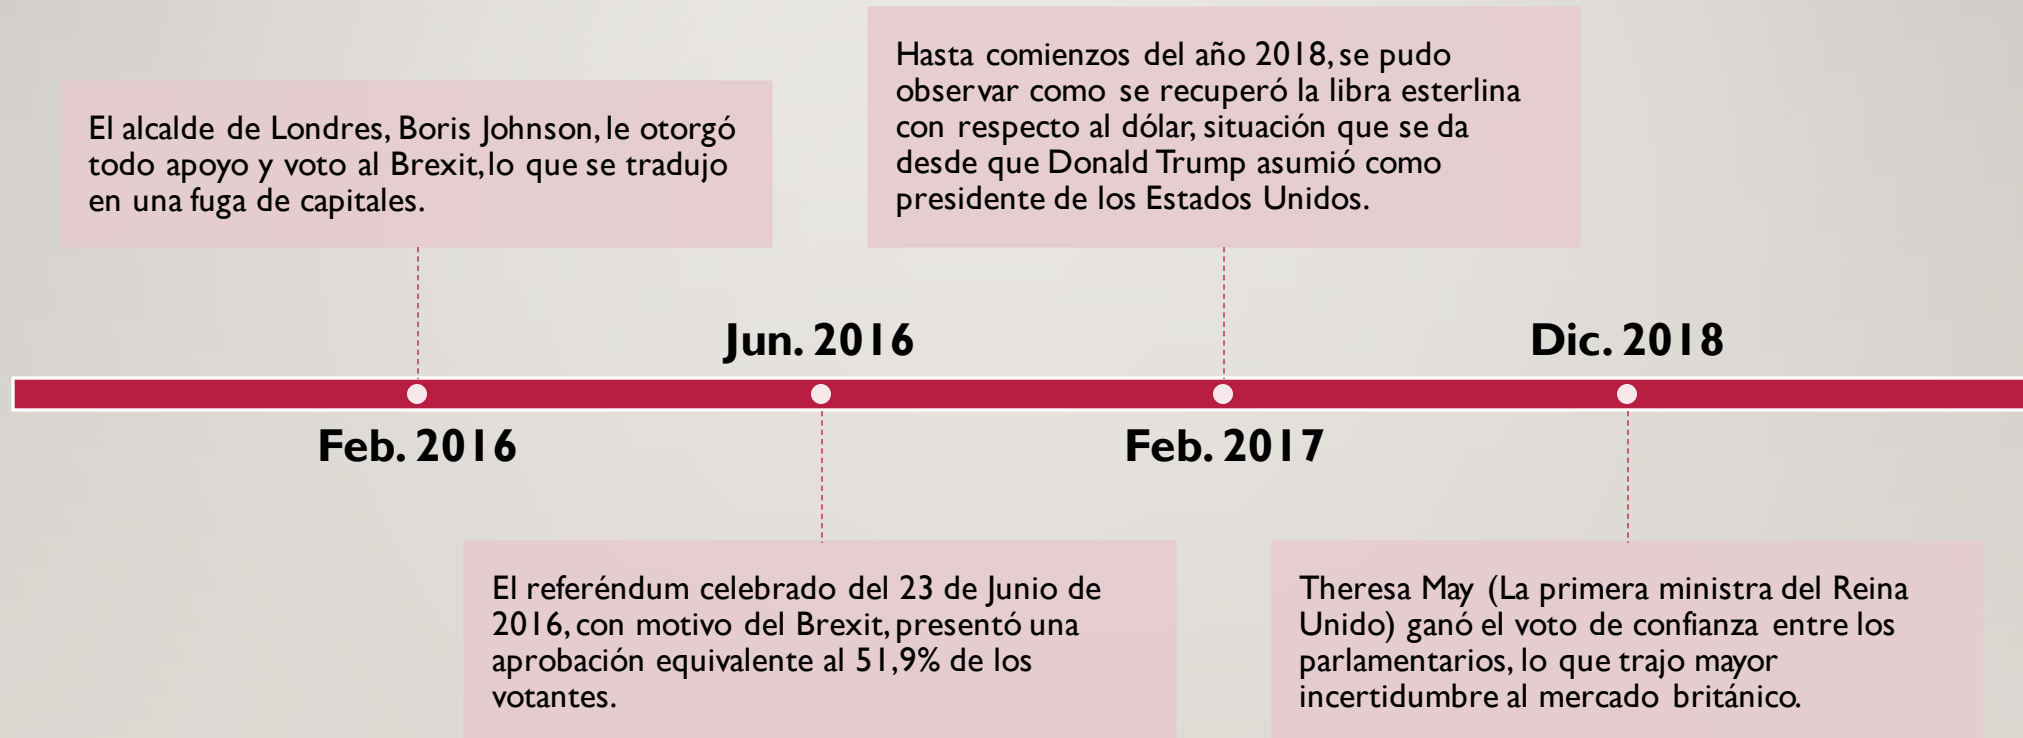 El alcalde de Londres, Boris Johnson, le otorgó
todo apoyo y voto al Brexit, lo que se tradujo
en una fuga de capitales.
Hasta comienzos del año 2018, se pudo
observar como se recuperó la libra esterlina
con respecto al dólar, situación que se da
desde que Donald Trump asumió como
presidente de los Estados Unidos.
Jun. 2016
Dic. 2018
Feb. 2016
Feb. 2017
El referéndum celebrado del 23 de Junio de
2016, con motivo del Brexit, presentó una
aprobación equivalente al 51,9% de los
votantes.
Theresa May (La primera ministra del Reina
Unido) ganó el voto de confianza entre los
parlamentarios, lo que trajo mayor
incertidumbre al mercado británico.